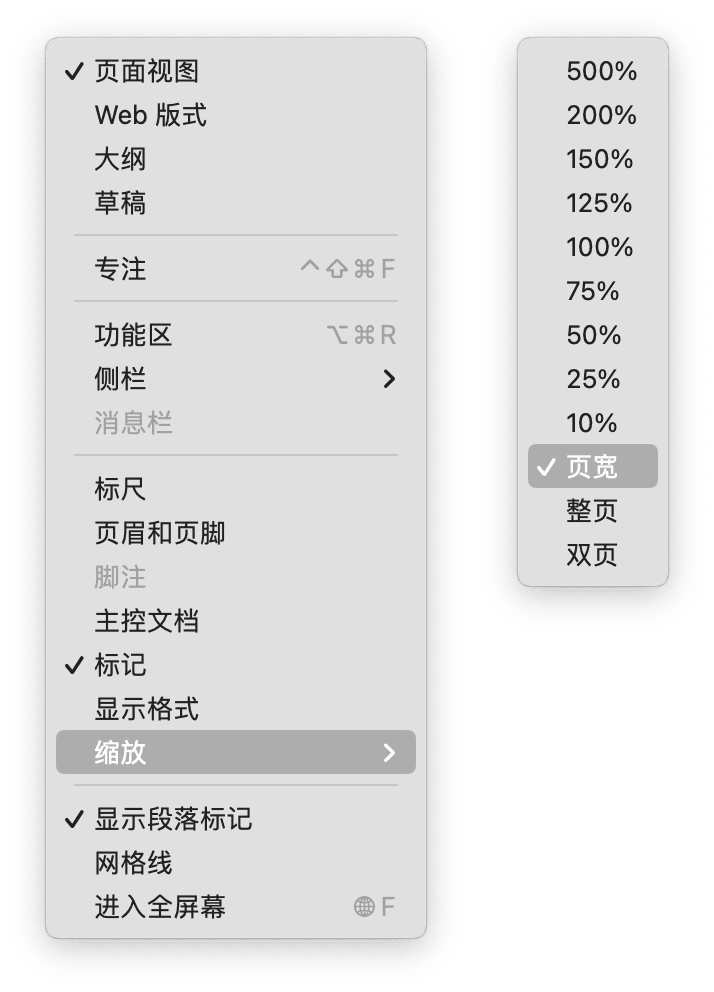 ✓ 页面视图
Web 版式
大纲
草稿
专注 ⌃⇧⌘F
功能区 ⌥⌘R
侧栏 >
消息栏
标尺
页眉和页脚
脚注
主控文档
✓ 标记
显示格式
缩放 >
✓ 显示段落标记
网格线
进入全屏幕 🌐F
500%
200%
150%
125%
100%
75%
50%
25%
10%
✓ 页宽
整页
双页